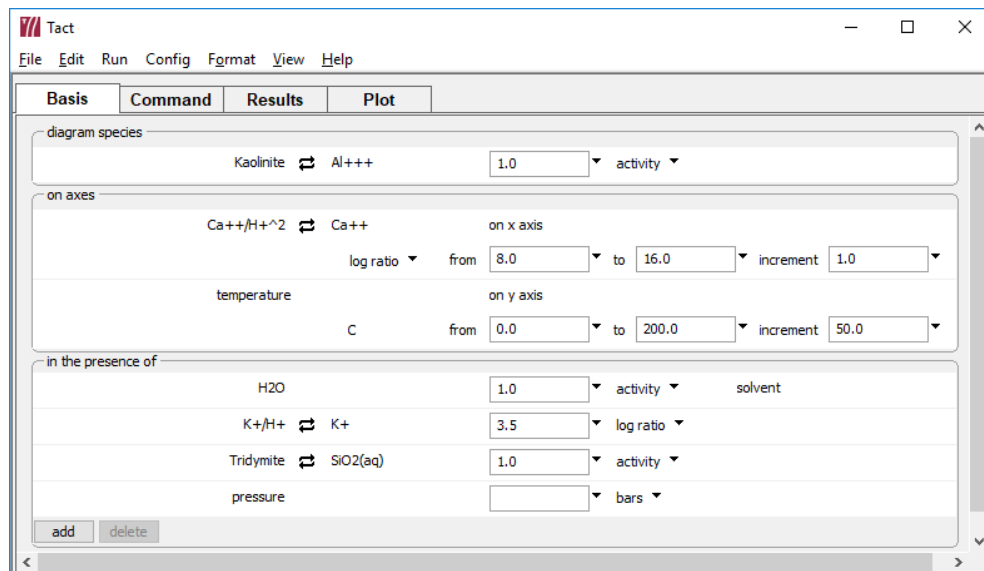 Tact
File Edit Run Config Format View Help
Basis Command Results Plot
diagram species
Kaolinite Al+++ 1.0 activity
on axes
Ca++/H+^2 Ca++ on x axis
log ratio from 8.0 to 16.0 increment 1.0
temperature on y axis
C from 0.0 to 200.0 increment 50.0
in the presence of
H2O 1.0 activity solvent
K+/H+ K+ 3.5 log ratio
Tridymite SiO2(aq) 1.0 activity
pressure bars
add delete